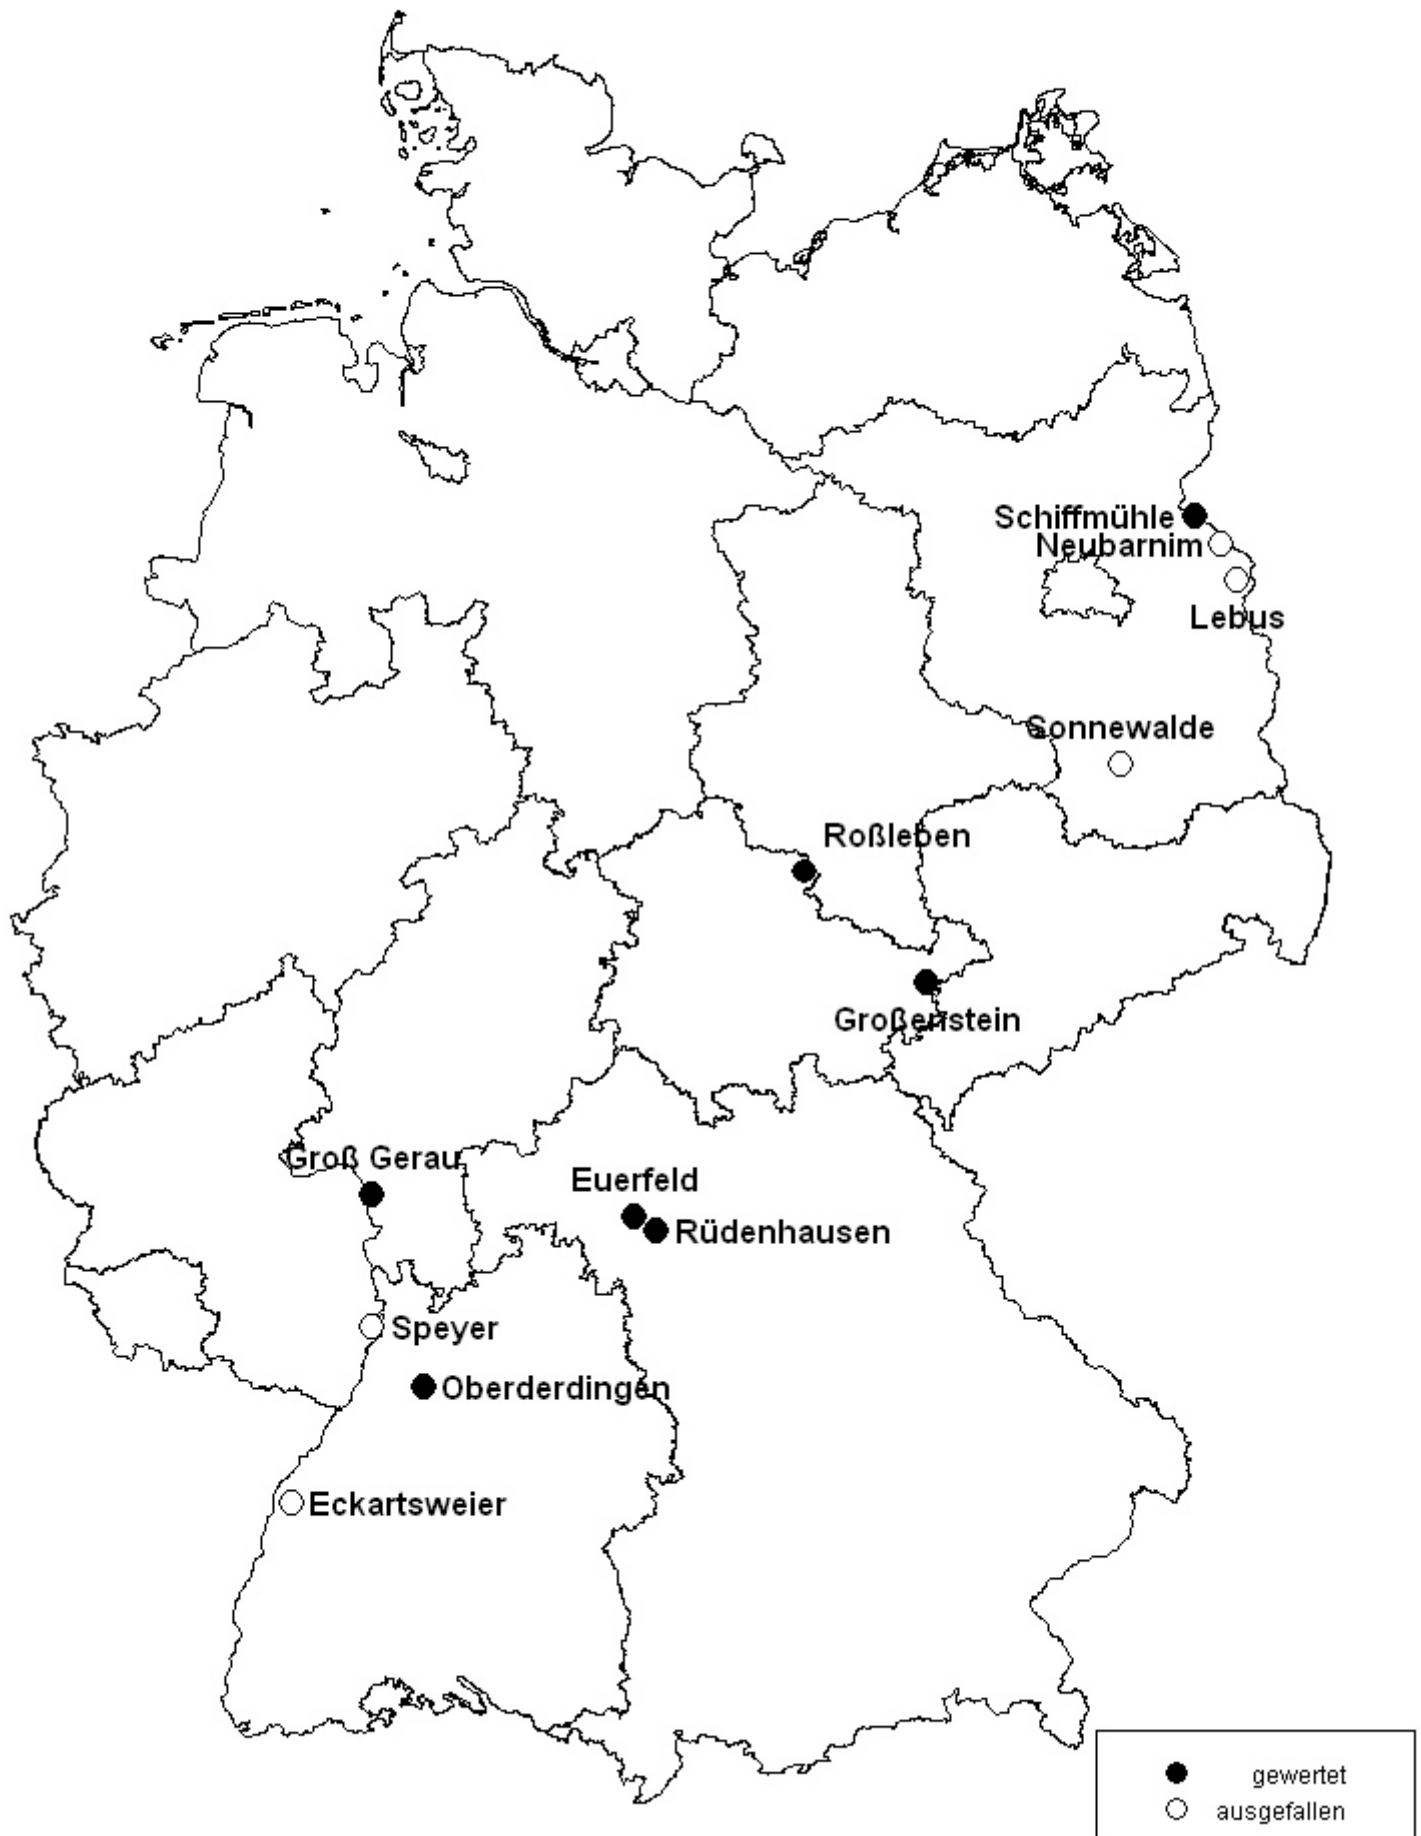 Schiffmühle
Neubarnim
Lebus
Sonnewalde
Roßleben
Großenstein
Groß Gerau
Euerfeld
Rüdenhausen
Speyer
Oberderdingen
Eckartsweier
gewertet
ausgefallen